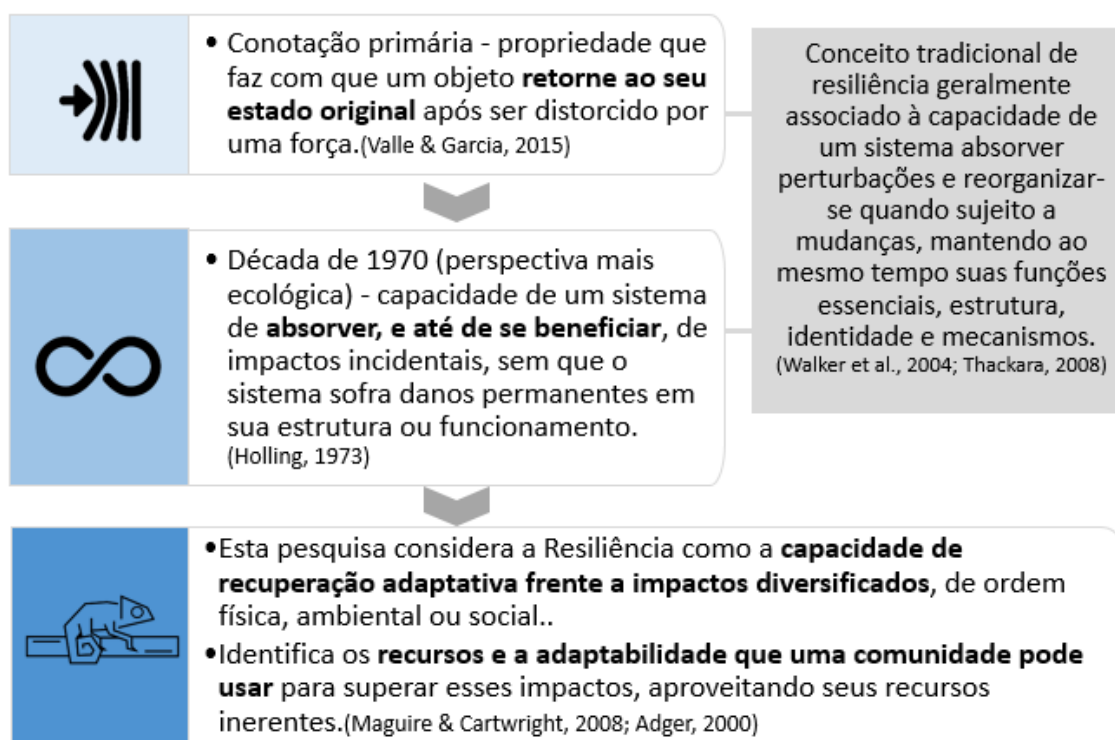 • Conotação primária - propriedade que
faz com que um objeto retorne ao seu
estado original após ser distorcido por
uma força.(Valle & Garcia, 2015)
Conceito tradicional de
resiliência geralmente
associado à capacidade de
um sistema absorver
perturbações e reorganizar-
se quando sujeito a
mudanças, mantendo ao
mesmo tempo suas funções
essenciais, estrutura,
identidade e mecanismos.
(Walker et al., 2004; Thackara, 2008)
• Década de 1970 (perspectiva mais
ecológica) - capacidade de um sistema
de absorver, e até de se beneficiar, de
impactos incidentais, sem que o
sistema sofra danos permanentes em
sua estrutura ou funcionamento.
(Holling, 1973)
•Esta pesquisa considera a Resiliência como a capacidade de
recuperação adaptativa frente a impactos diversificados, de ordem
física, ambiental ou social..
•Identifica os recursos e a adaptabilidade que uma comunidade pode
usar para superar esses impactos, aproveitando seus recursos
inerentes.(Maguire & Cartwright, 2008; Adger, 2000)